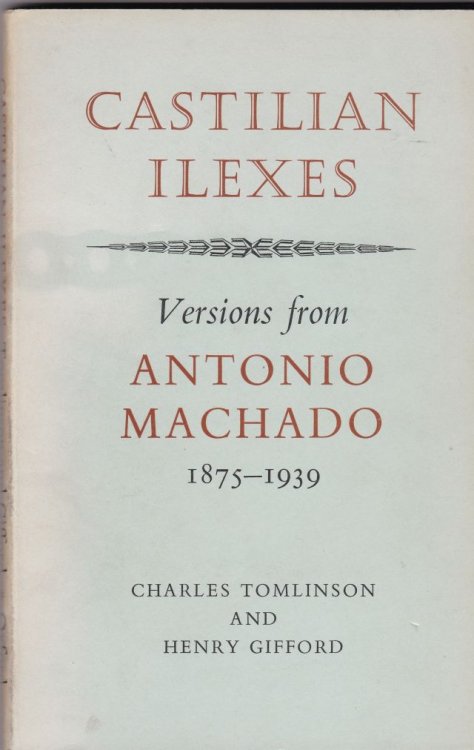 CASTILIAN
ILEXES
Versions from
ANTONIO
MACHADO
1875–1939
CHARLES TOMLINSON
AND
HENRY GIFFORD